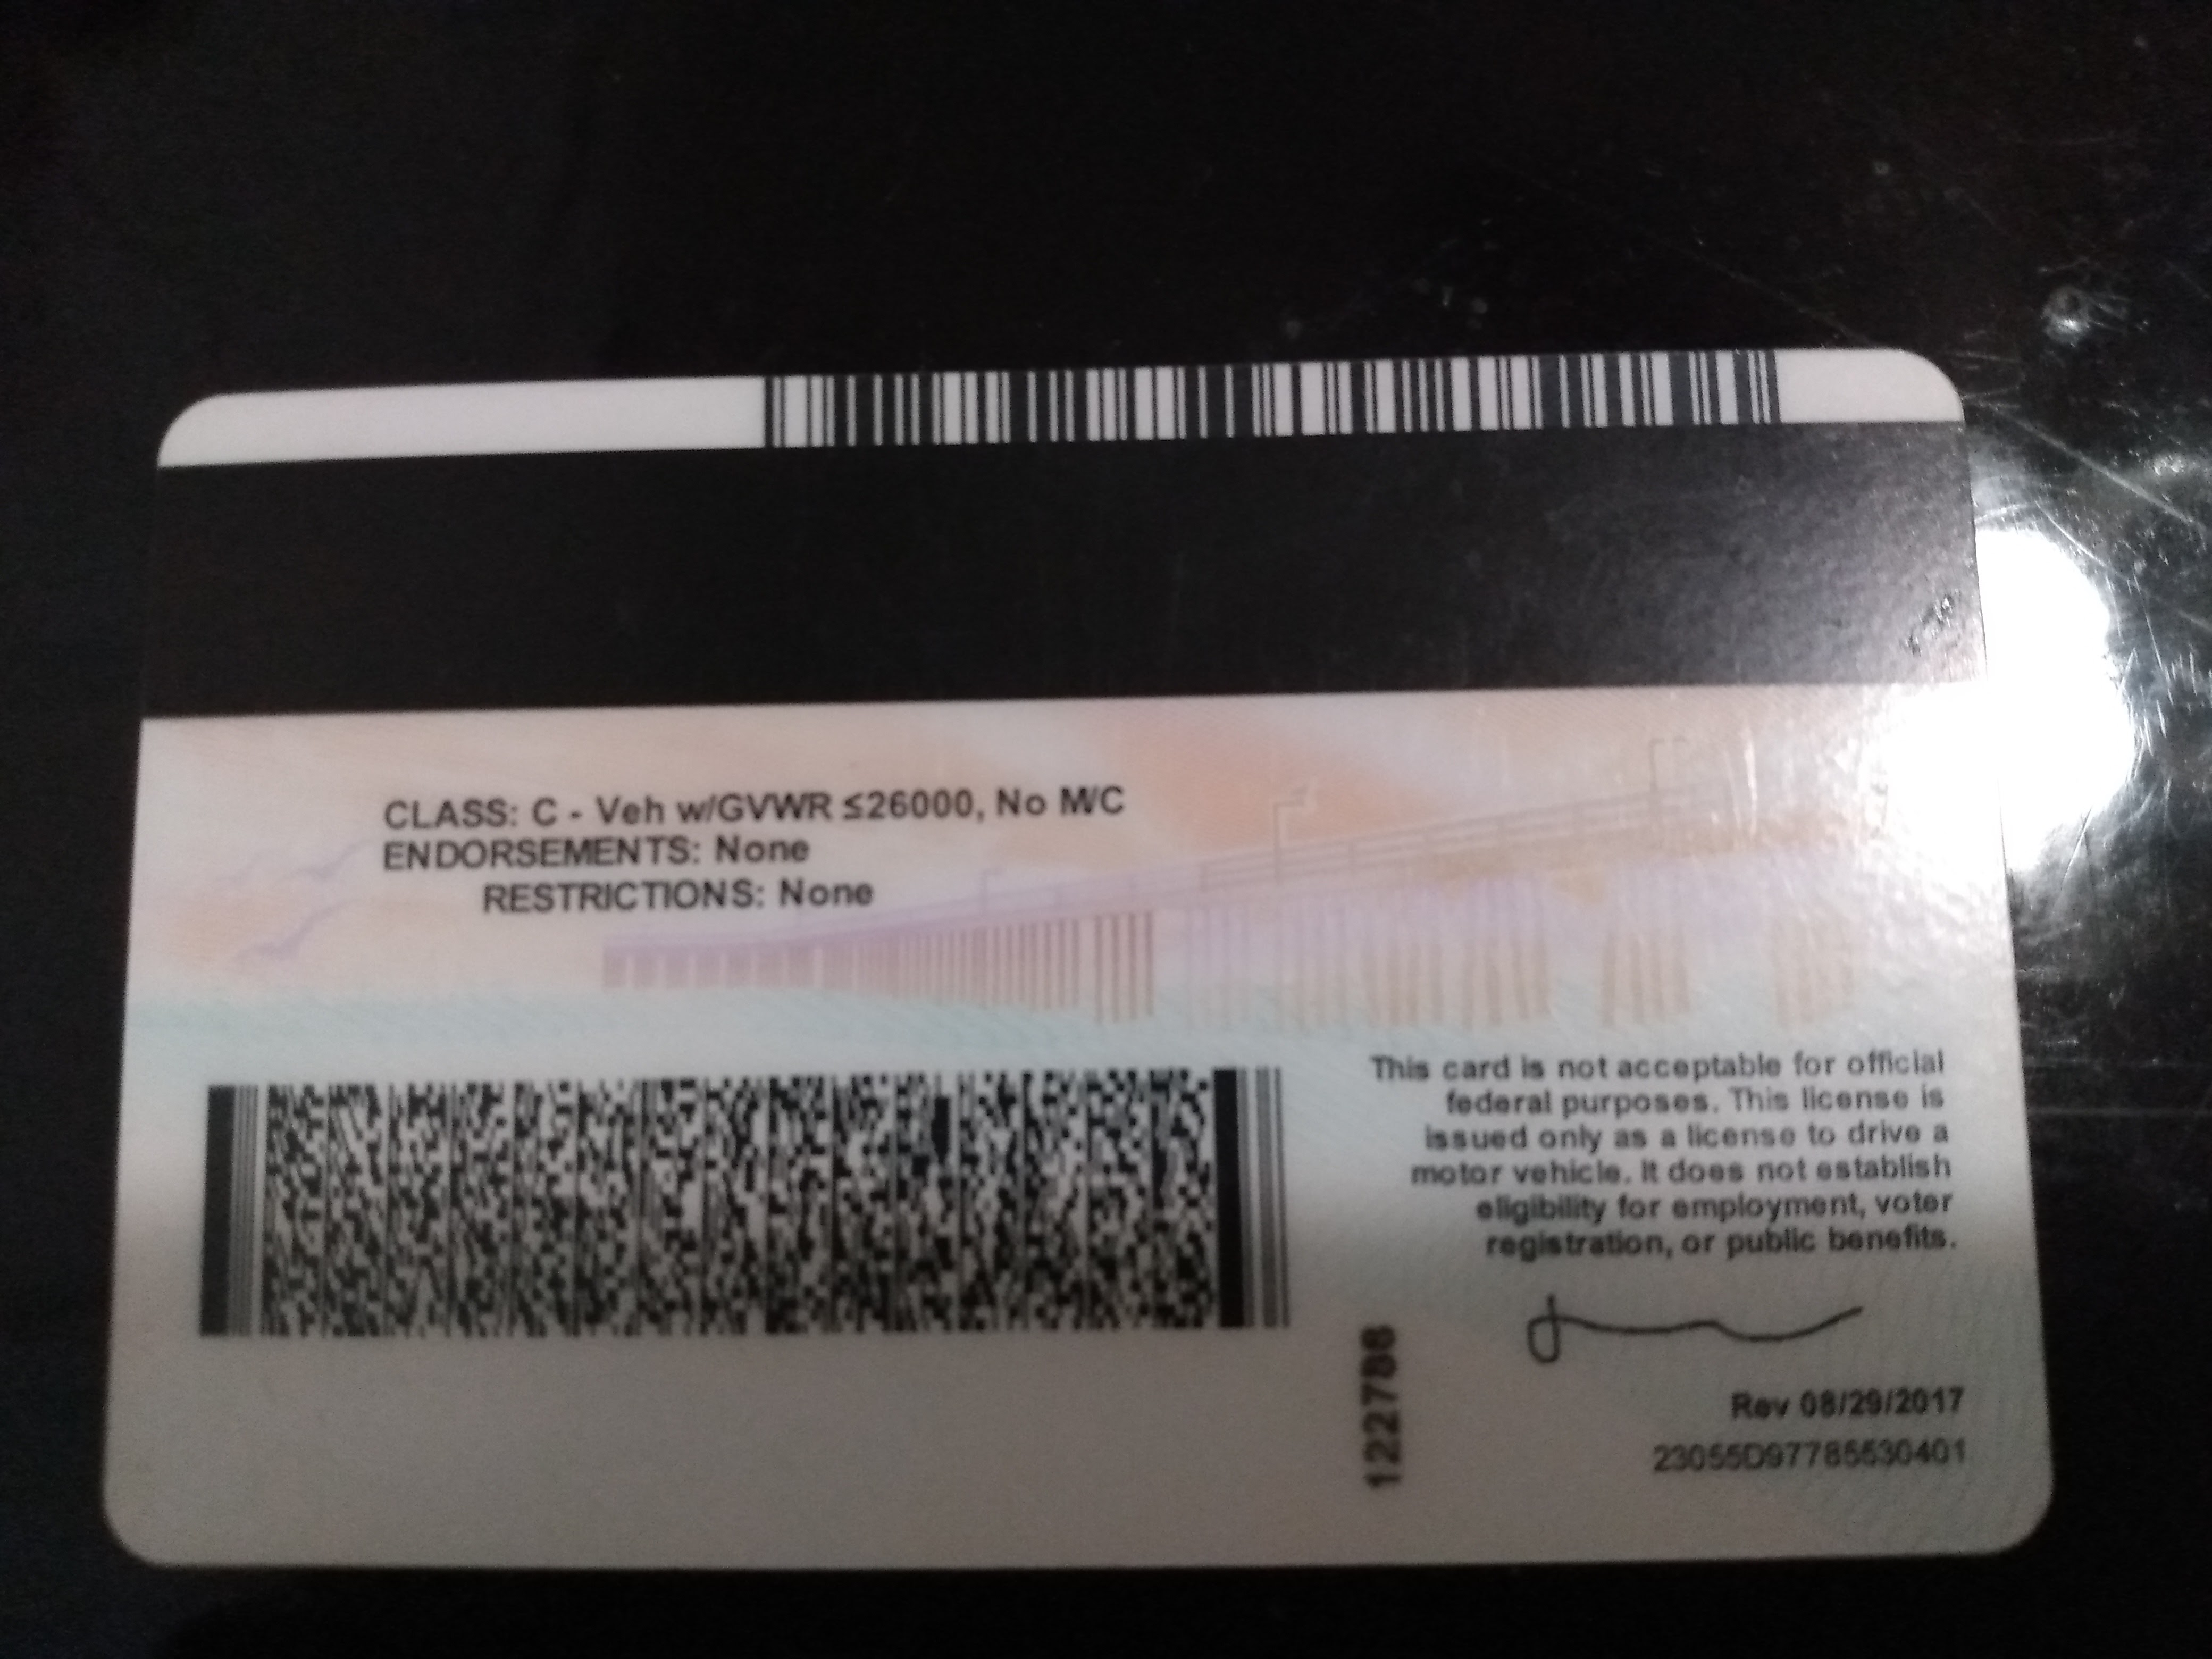 CLASS: C - Veh w/GVWR ≤26000, No M/C
ENDORSEMENTS: None
RESTRICTIONS: None
This card is not acceptable for official
federal purposes. This license is
issued only as a license to drive a
motor vehicle. It does not establish
eligibility for employment, voter
registration, or public benefits.
122788
Rev 08/29/2017
23055D97785530401